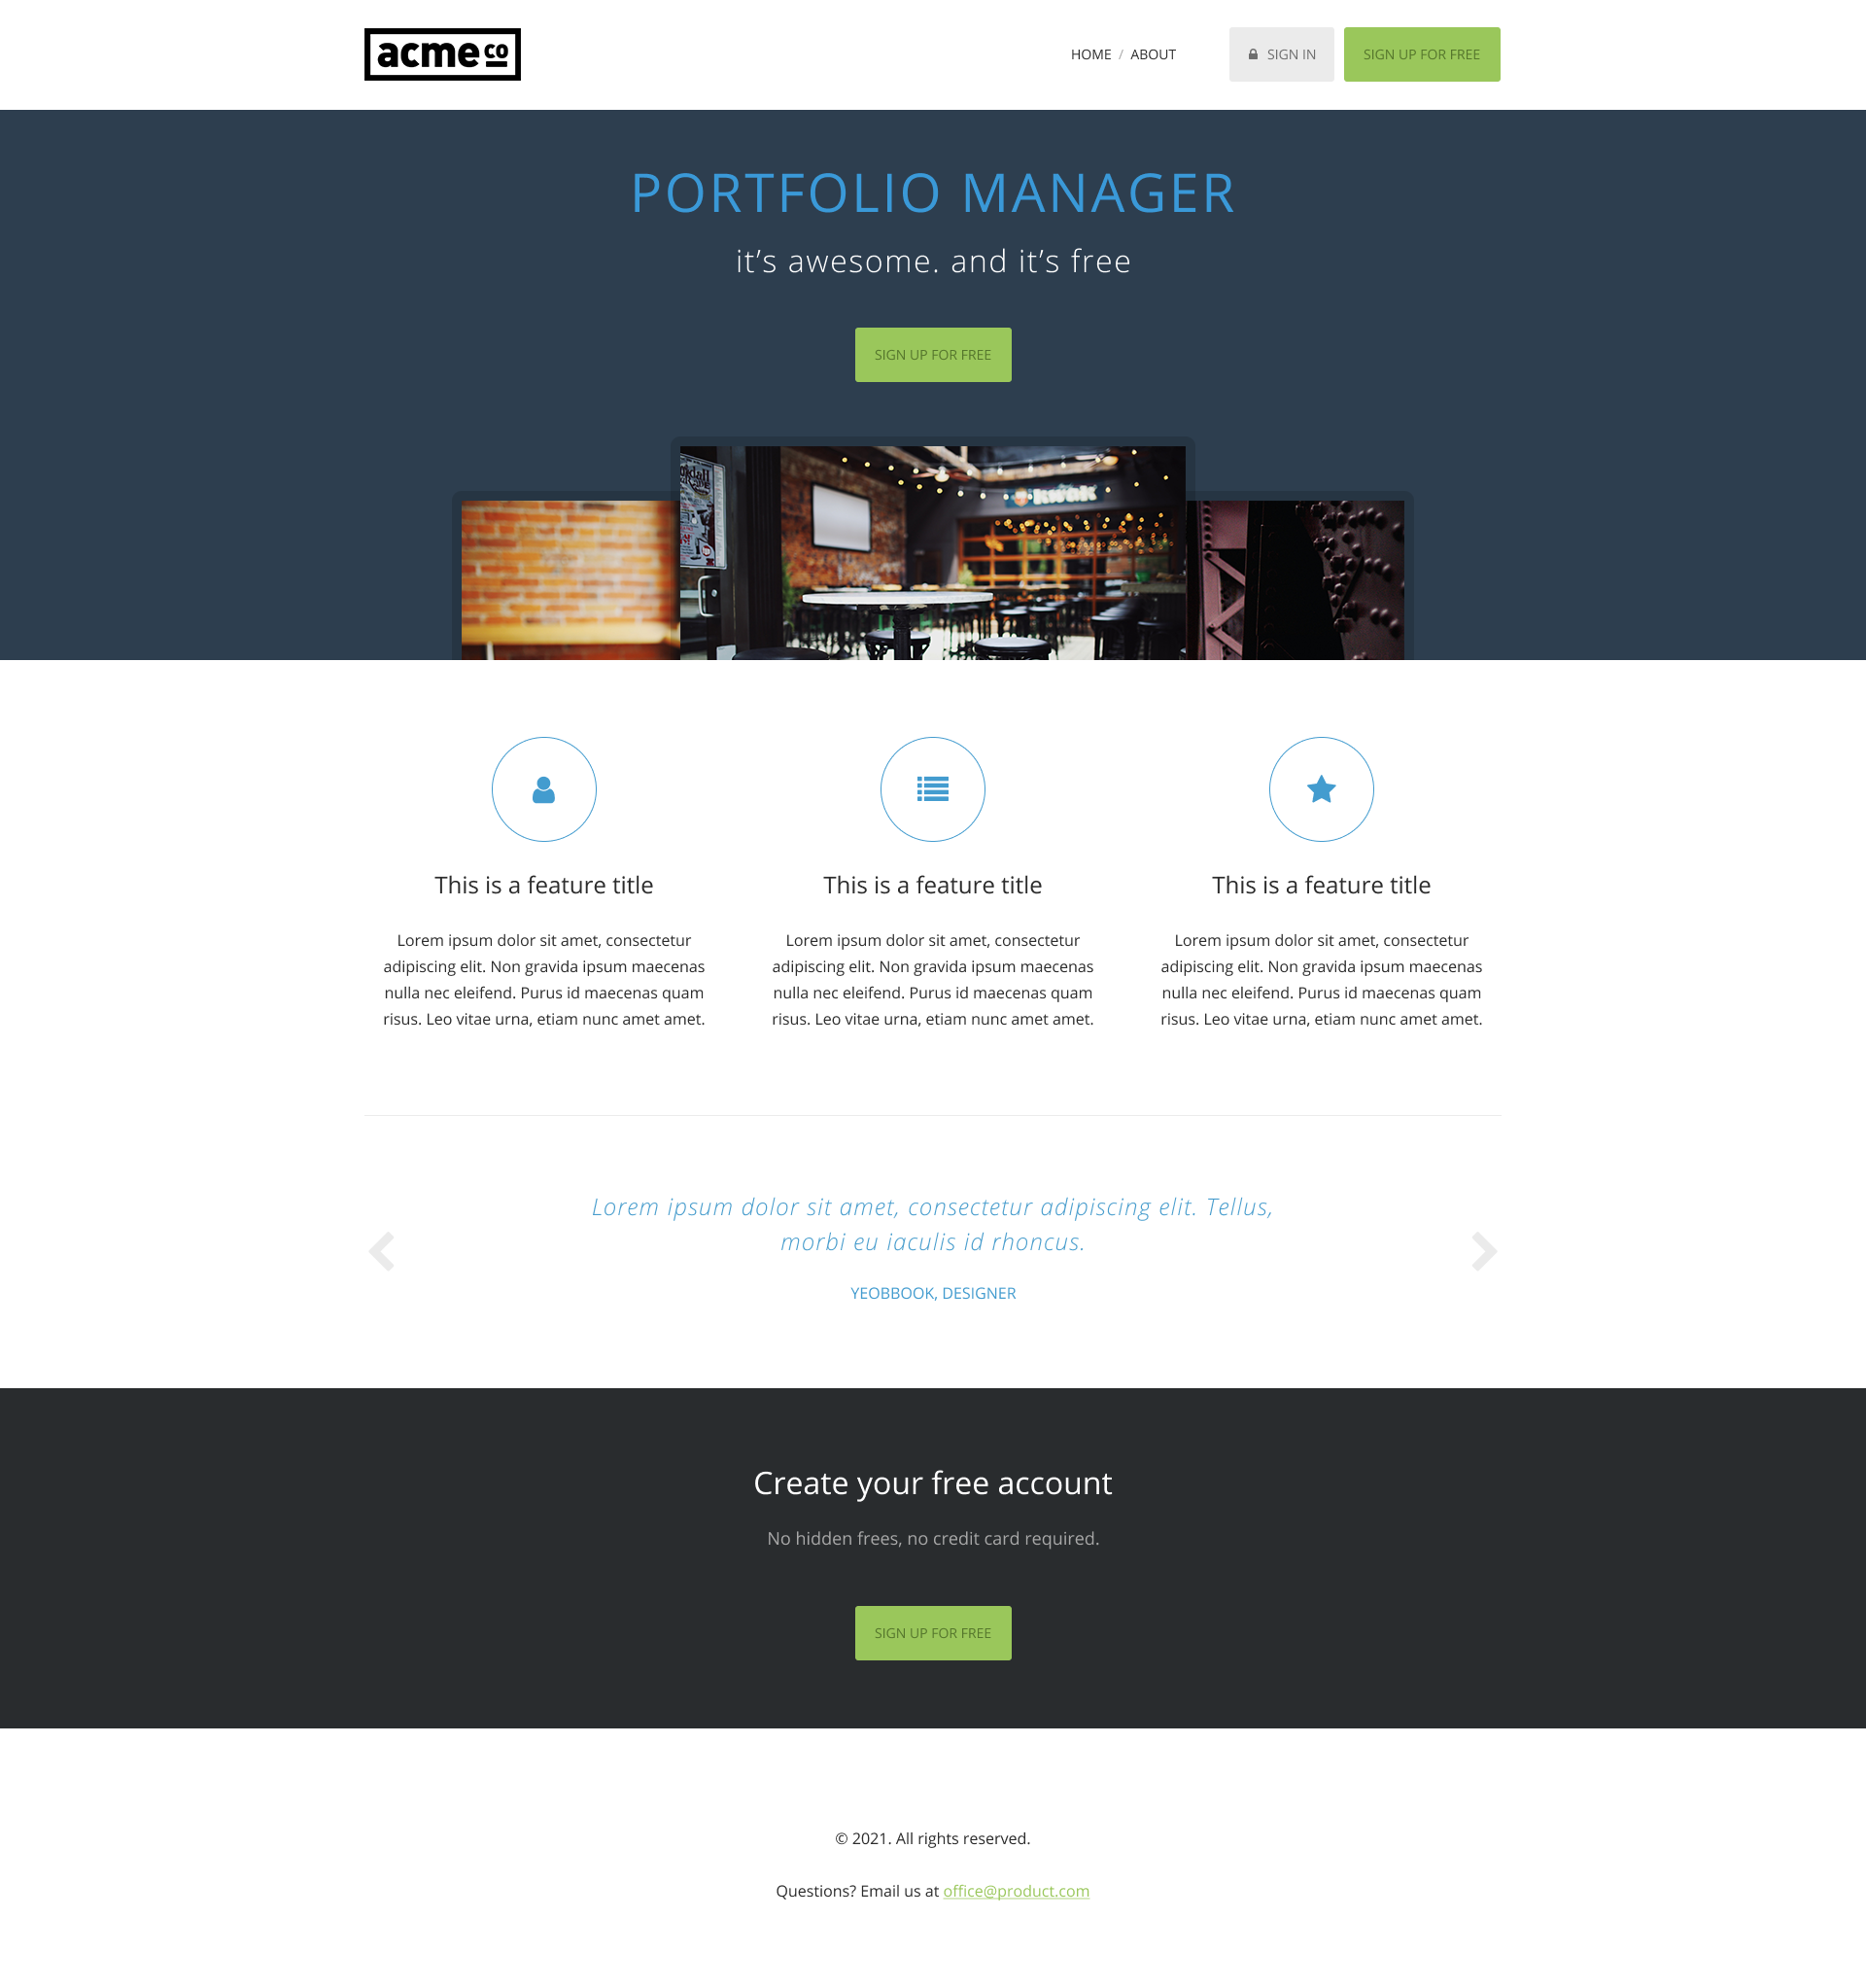 acme co
HOME / ABOUT
SIGN IN
SIGN UP FOR FREE
PORTFOLIO MANAGER
it’s awesome. and it’s free
SIGN UP FOR FREE
kwak
This is a feature title
Lorem ipsum dolor sit amet, consectetur
adipiscing elit. Non gravida ipsum maecenas
nulla nec eleifend. Purus id maecenas quam
risus. Leo vitae urna, etiam nunc amet amet.
This is a feature title
Lorem ipsum dolor sit amet, consectetur
adipiscing elit. Non gravida ipsum maecenas
nulla nec eleifend. Purus id maecenas quam
risus. Leo vitae urna, etiam nunc amet amet.
This is a feature title
Lorem ipsum dolor sit amet, consectetur
adipiscing elit. Non gravida ipsum maecenas
nulla nec eleifend. Purus id maecenas quam
risus. Leo vitae urna, etiam nunc amet amet.
Lorem ipsum dolor sit amet, consectetur adipiscing elit. Tellus,
morbi eu iaculis id rhoncus.
YEOBBOOK, DESIGNER
Create your free account
No hidden frees, no credit card required.
SIGN UP FOR FREE
© 2021. All rights reserved.
Questions? Email us at office@product.com